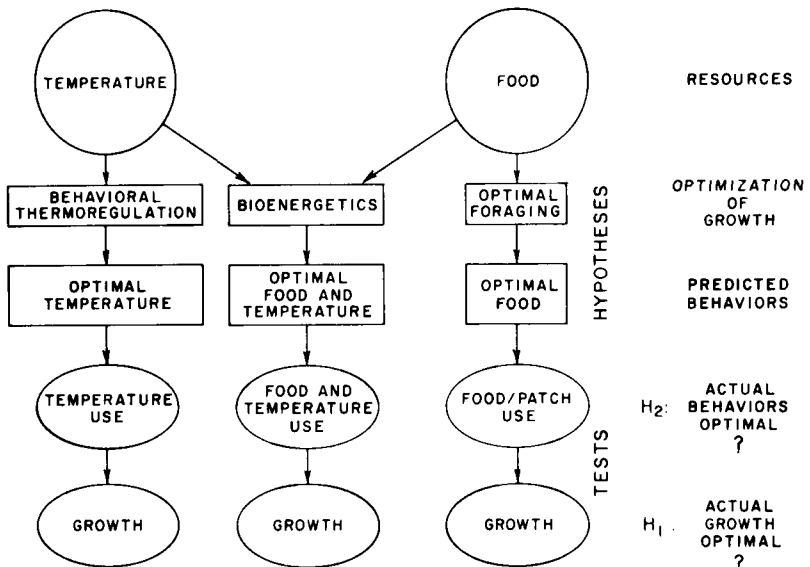 TEMPERATURE
FOOD
RESOURCES
BEHAVIORAL
THERMOREGULATION
BIOENERGETICS
OPTIMAL
FORAGING
HYPOTHESES
OPTIMIZATION
OF
GROWTH
OPTIMAL
TEMPERATURE
OPTIMAL
FOOD AND
TEMPERATURE
OPTIMAL
FOOD
PREDICTED
BEHAVIORS
TEMPERATURE
USE
FOOD AND
TEMPERATURE
USE
FOOD/PATCH
USE
TESTS
H2:
ACTUAL
BEHAVIORS
OPTIMAL
?
GROWTH
GROWTH
GROWTH
H1:
ACTUAL
GROWTH
OPTIMAL
?